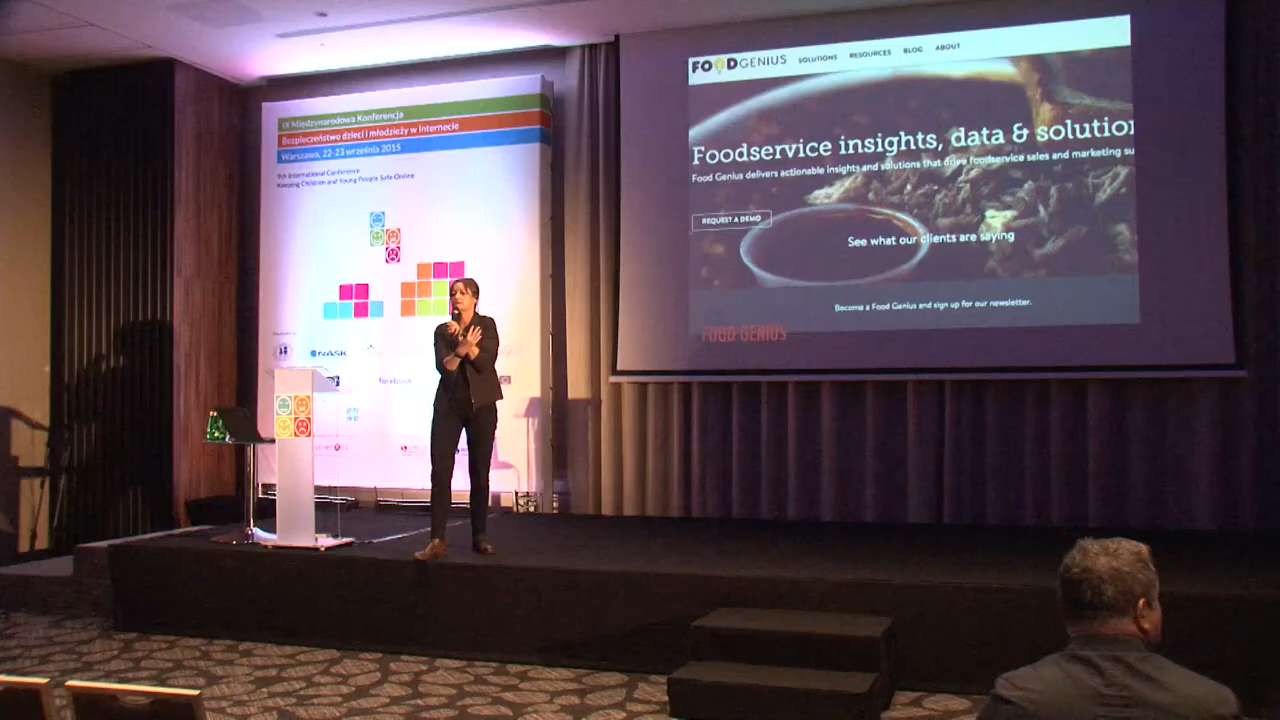 IX Międzynarodowa Konferencja
Bezpieczeństwo dzieci i młodzieży w Internecie
Warszawa, 22-23 września 2015
9th International Conference
Keeping Children and Young People Safe Online
NASK
facebook
FOODGENIUS SOLUTIONS RESOURCES BLOG ABOUT
Foodservice insights, data & solution
Food Genius delivers actionable insights and solutions that drive foodservice sales and marketing su
REQUEST A DEMO
See what our clients are saying
Become a Food Genius and sign up for our newsletter.
FOOD GENIUS